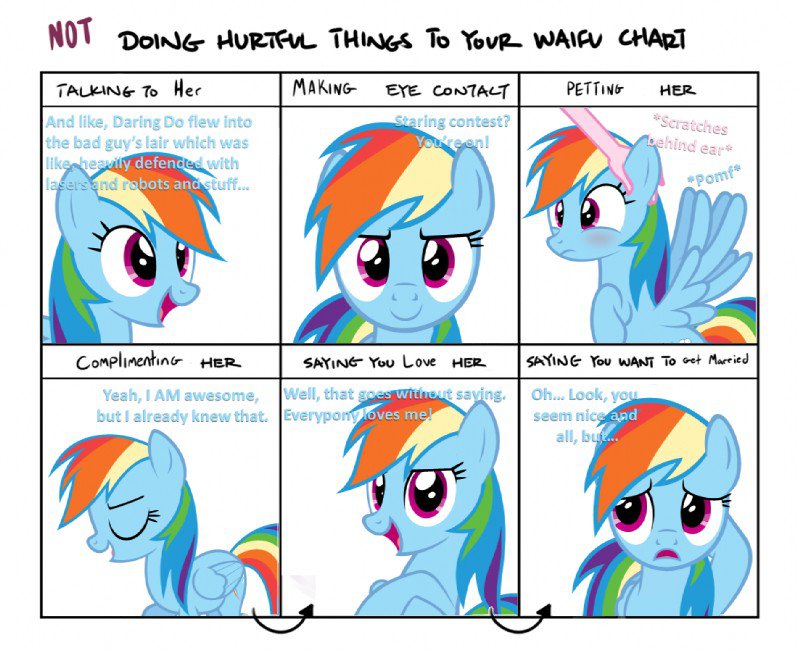 NOT DOING HURTFUL THINGS TO YOUR WAIFU CHART
TALKING TO Her
MAKING EYE CONTACT
PETTING HER
And like, Daring Do flew into
the bad guy's lair which was
like, heavily defended with
lasers and robots and stuff...
Staring contest?
You're on!
*Scratches
behind ear*
*Pomf*
COMPLIMENTING HER
SAYING YOU LOVE HER
SAYING YOU WANT TO Get Married
Yeah, I AM awesome,
but I already knew that.
Well, that goes without saying.
Everypony loves me!
Oh... Look, you
seem nice and
all, but...